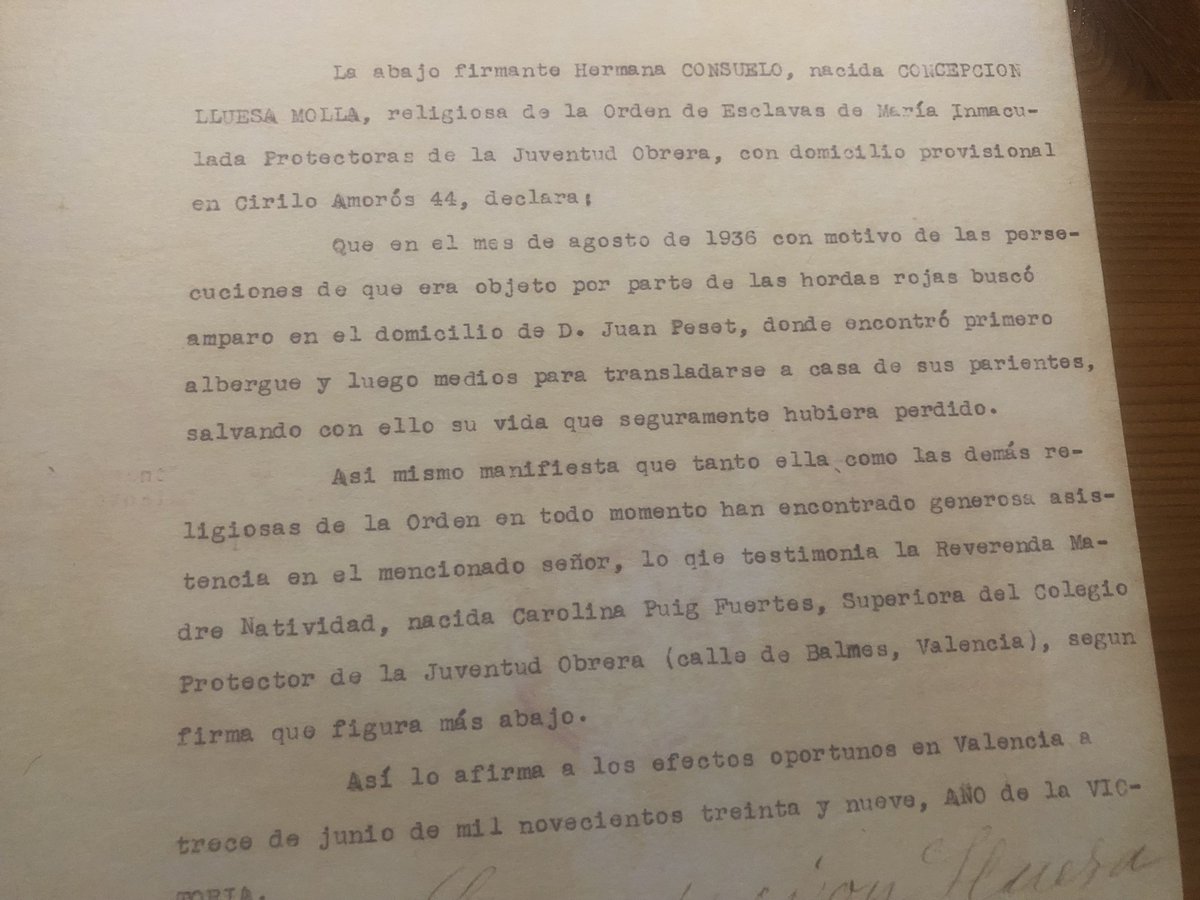 La abajo firmante Hermana CONSUELO, nacida CONCEPCION
LLUESA MOLLA, religiosa de la Orden de Esclavas de María Inmacu-
lada Protectoras de la Juventud Obrera, con domicilio provisional
en Cirilo Amorós 44, declara;
Que en el mes de agosto de 1936 con motivo de las perse-
cuciones de que era objeto por parte de las hordas rojas buscó
amparo en el domicilio de D. Juan Peset, donde encontró primero
albergue y luego medios para transladarse a casa de sus parientes,
salvando con ello su vida que seguramente hubiera perdido.
Asi mismo manifiesta que tanto ella como las demás re-
ligiosas de la Orden en todo momento han encontrado generosa asis-
tencia en el mencionado señor, lo qie testimonia la Reverenda Ma-
dre Natividad, nacida Carolina Puig Fuertes, Superiora del Colegio
Protector de la Juventud Obrera (calle de Balmes, Valencia), segun
firma que figura más abajo.
Así lo afirma a los efectos oportunos en Valencia a
trece de junio de mil novecientos treinta y nueve, AÑO de la VIC-
TORIA.
Lluesa